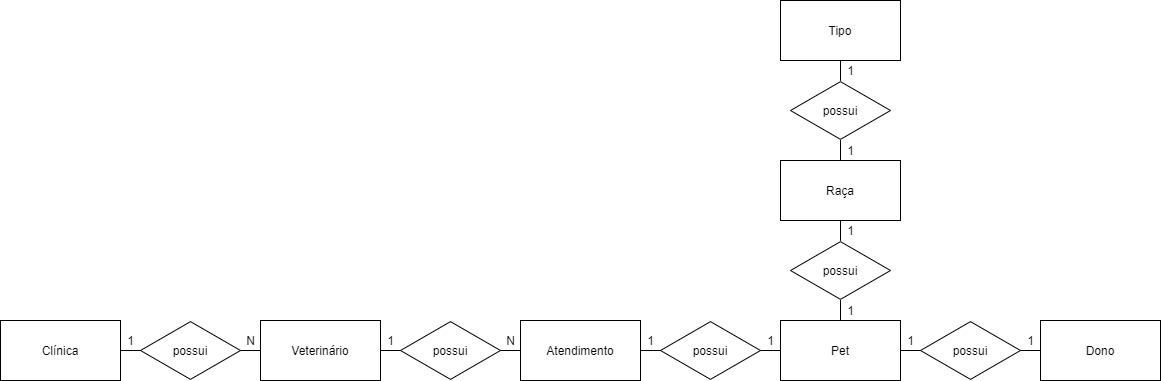 Tipo
1
possui
1
Raça
1
possui
1
Clínica
1
possui
N
Veterinário
1
possui
N
Atendimento
1
possui
1
Pet
1
possui
1
Dono